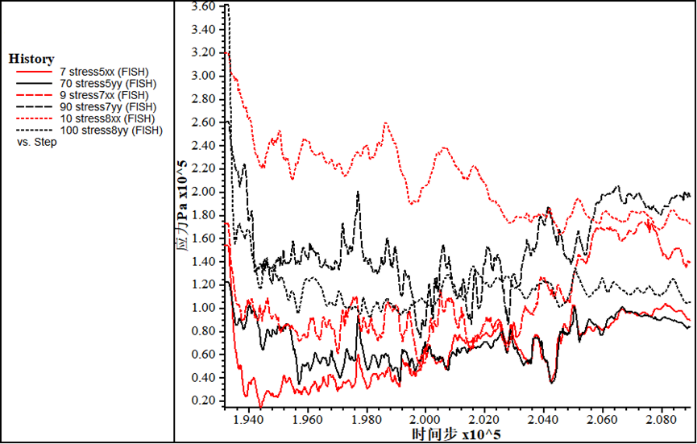 History
7 stress5xx (FISH)
70 stress5yy (FISH)
9 stress7xx (FISH)
90 stress7yy (FISH)
10 stress8xx (FISH)
100 stress8yy (FISH)
vs. Step
应力Pa x10^5
3.60
3.40
3.20
3.00
2.80
2.60
2.40
2.20
2.00
1.80
1.60
1.40
1.20
1.00
0.80
0.60
0.40
0.20
1.940
1.960
1.980
2.000
2.020
2.040
2.060
2.080
时间步 x10^5